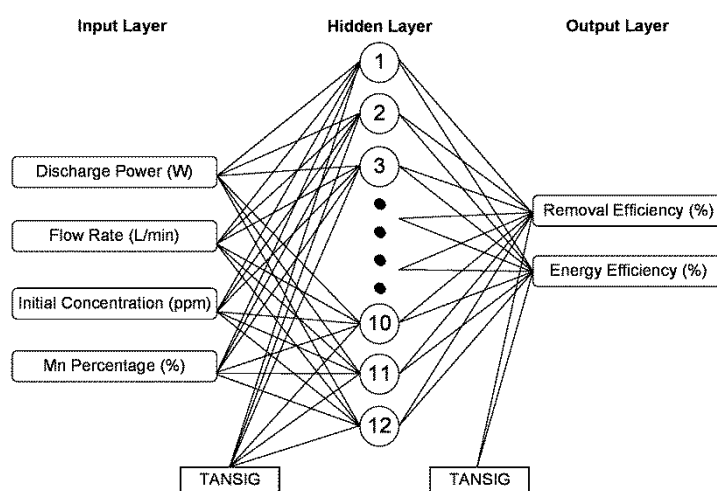 Input Layer
Hidden Layer
Output Layer
1
2
3
Discharge Power (W)
Flow Rate (L/min)
Initial Concentration (ppm)
Mn Percentage (%)
Removal Efficiency (%)
Energy Efficiency (%)
10
11
12
TANSIG
TANSIG